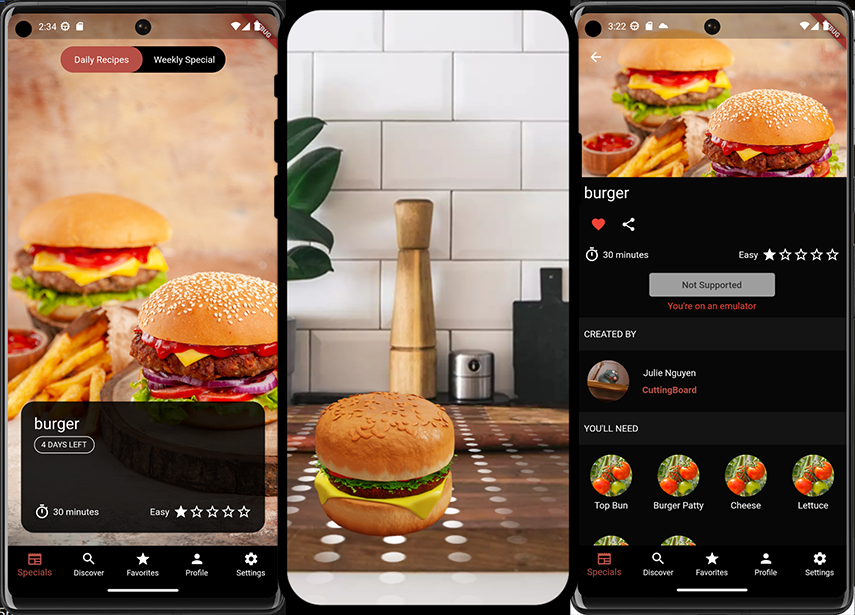 2:34
Daily Recipes
Weekly Special
burger
4 DAYS LEFT
30 minutes
Easy
Specials
Discover
Favorites
Profile
Settings
3:22
burger
30 minutes
Easy
Not Supported
You're on an emulator
CREATED BY
Julie Nguyen
CuttingBoard
YOU'LL NEED
Top Bun
Burger Patty
Cheese
Lettuce
Specials
Discover
Favorites
Profile
Settings